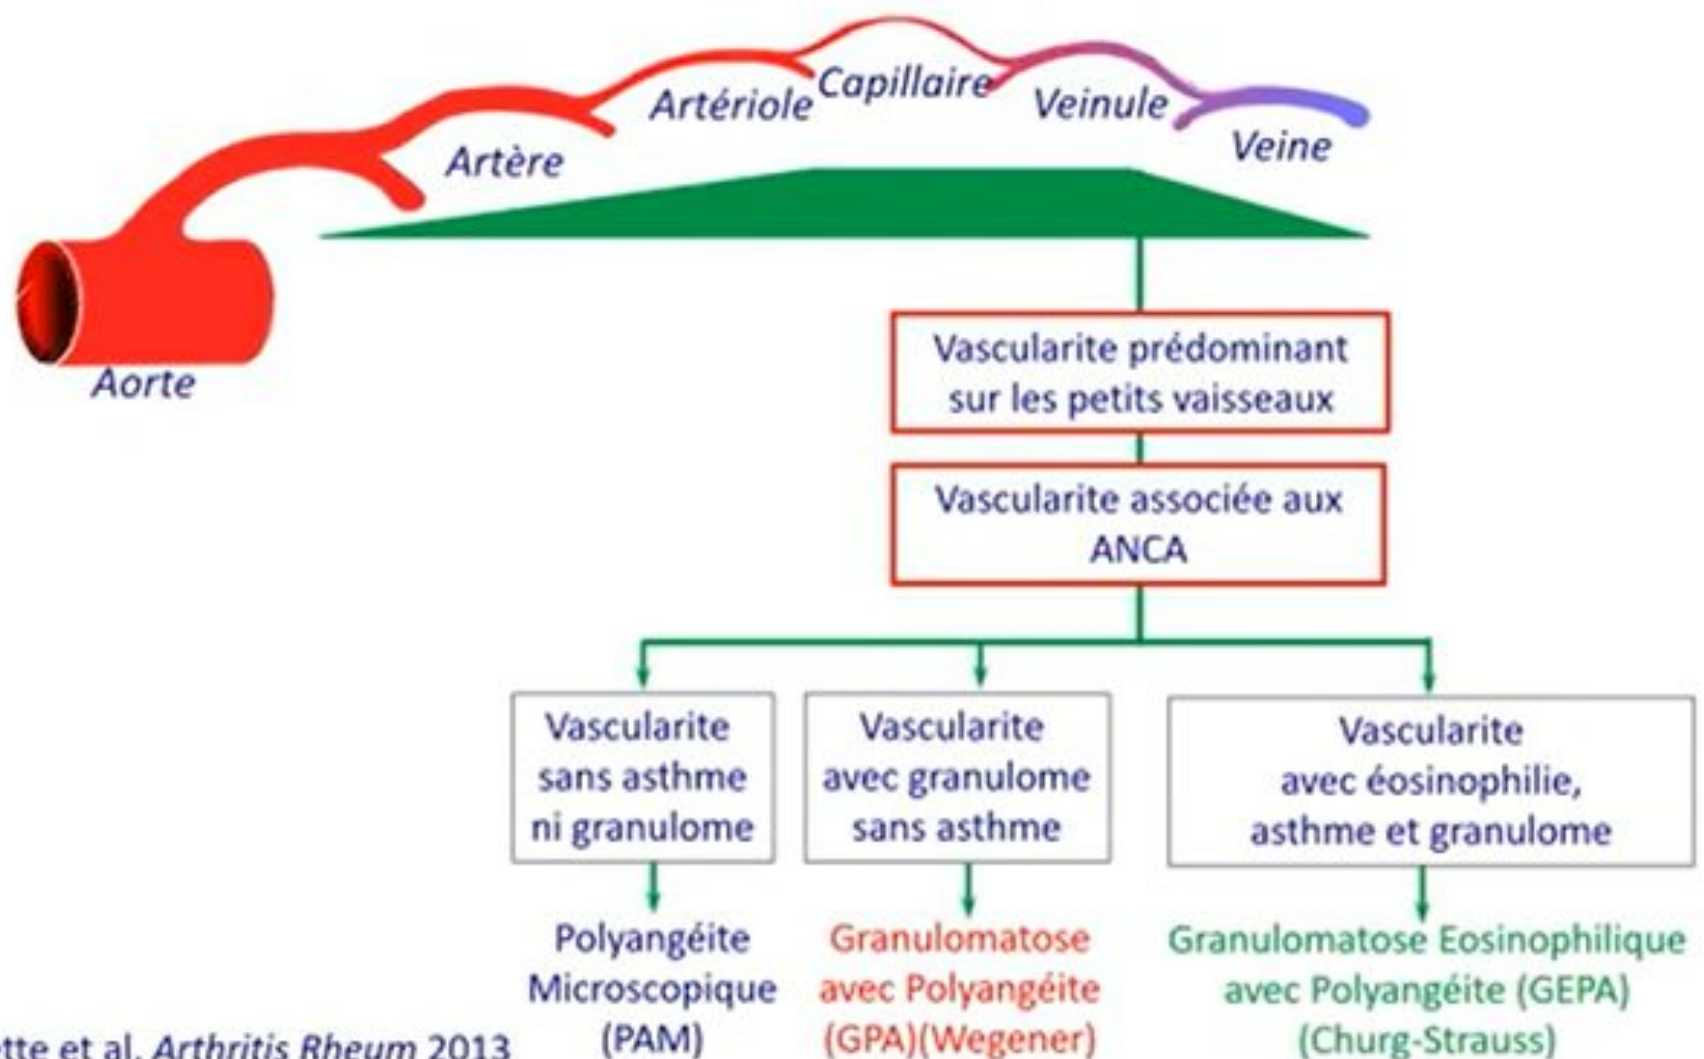 Capillaire
Artériole
Veinule
Artère
Veine
Aorte
Vascularite prédominant
sur les petits vaisseaux
Vascularite associée aux
ANCA
Vascularite
sans asthme
ni granulome
Vascularite
avec granulome
sans asthme
Vascularite
avec éosinophilie,
asthme et granulome
Polyangéite
Microscopique
(PAM)
Granulomatose
avec Polyangéite
(GPA)(Wegener)
Granulomatose Eosinophilique
avec Polyangéite (GEPA)
(Churg-Strauss)
et al. Arthritis Rheum 2013